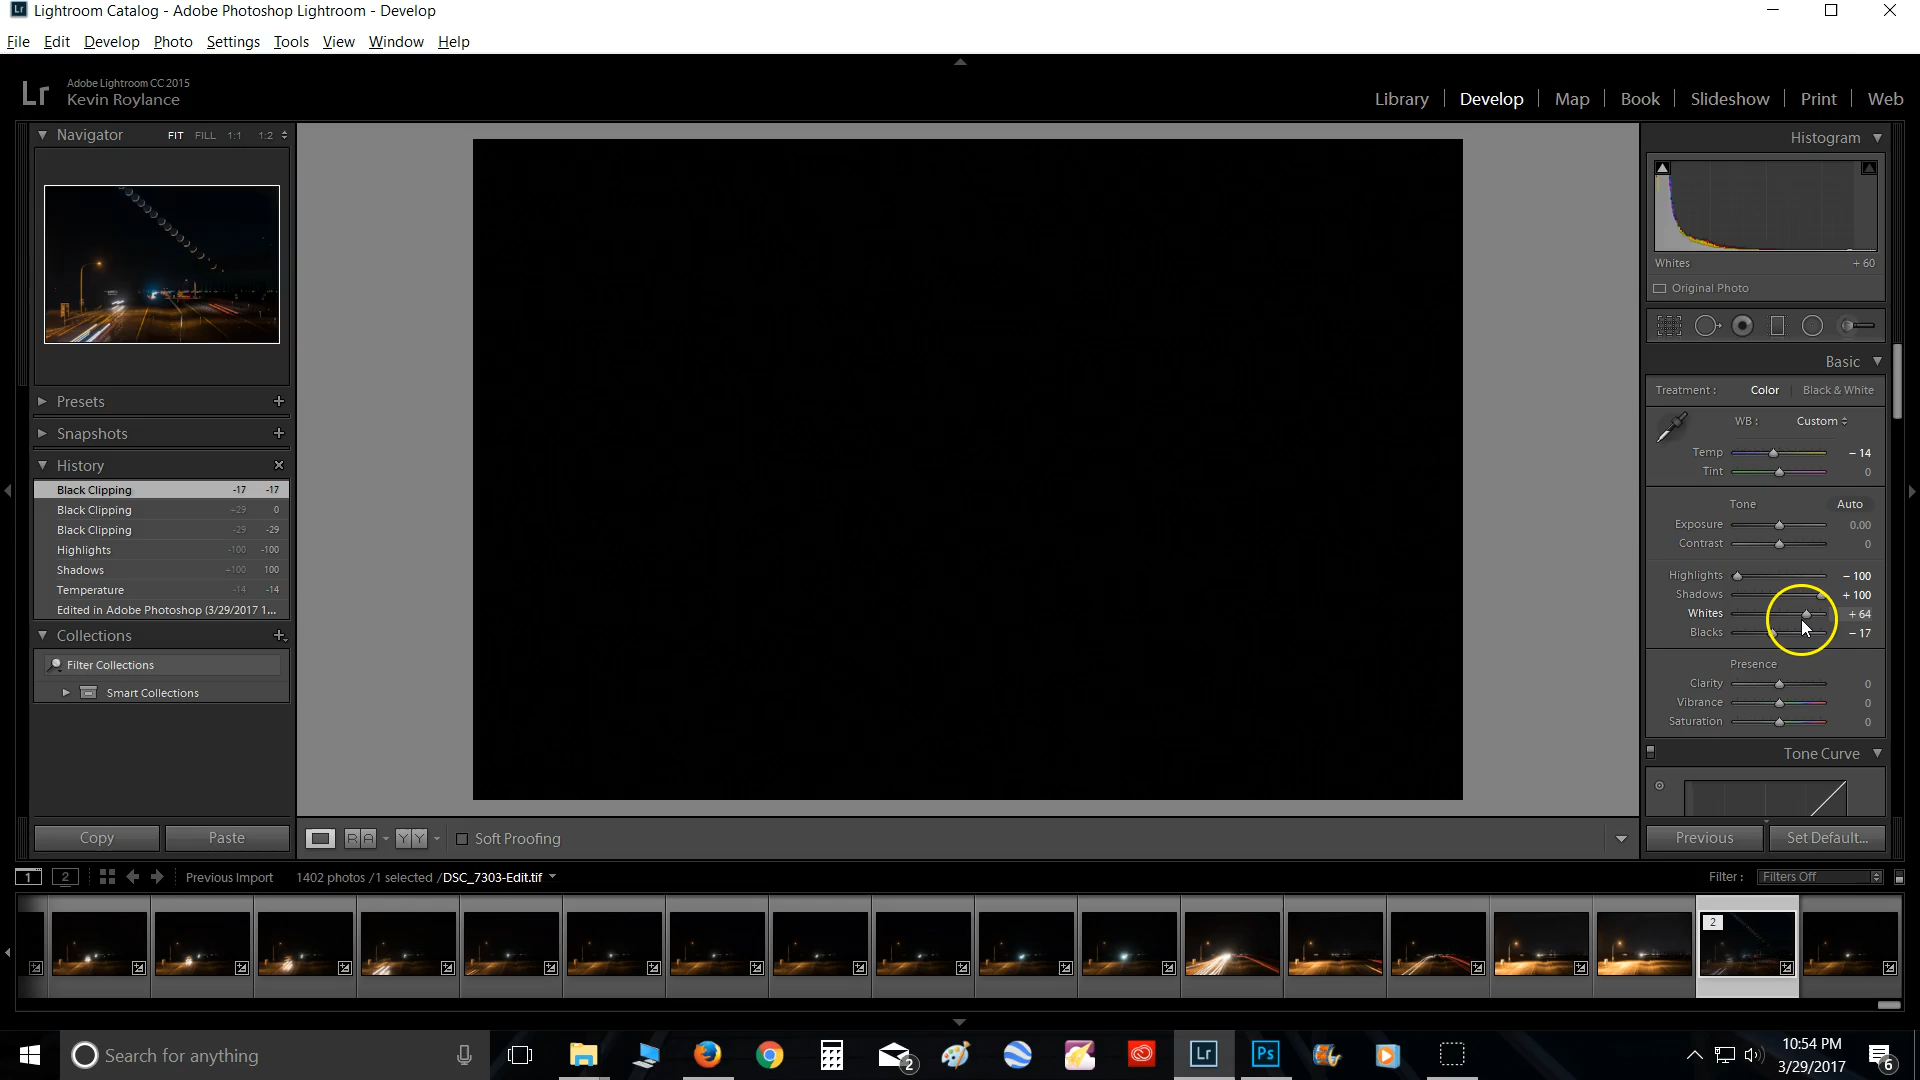 Lr Lightroom Catalog - Adobe Photoshop Lightroom - Develop
File Edit Develop Photo Settings Tools View Window Help
Lr Adobe Lightroom CC 2015
Kevin Roylance
Library Develop Map Book Slideshow Print Web
Navigator FIT FILL 1:1 1:2
Histogram
Whites +60
Original Photo
Basic
Treatment : Color Black & White
WB : Custom
Temp - 14
Tint 0
Tone Auto
Exposure 0.00
Contrast 0
Highlights - 100
Shadows + 100
Whites + 64
Blacks - 17
Presence
Clarity 0
Vibrance 0
Saturation 0
Tone Curve
Previous Set Default...
Presets
Snapshots
History
Black Clipping -17 -17
Black Clipping +29 0
Black Clipping -29 -29
Highlights -100 -100
Shadows +100 100
Temperature -14 -14
Edited in Adobe Photoshop (3/29/2017 1...
Collections
Filter Collections
Smart Collections
Copy Paste
R A Y Y Soft Proofing
1 2 Previous Import 1402 photos /1 selected /DSC_7303-Edit.tif Filter : Filters Off
2
Search for anything
2 Lr Ps
10:54 PM
3/29/2017
6